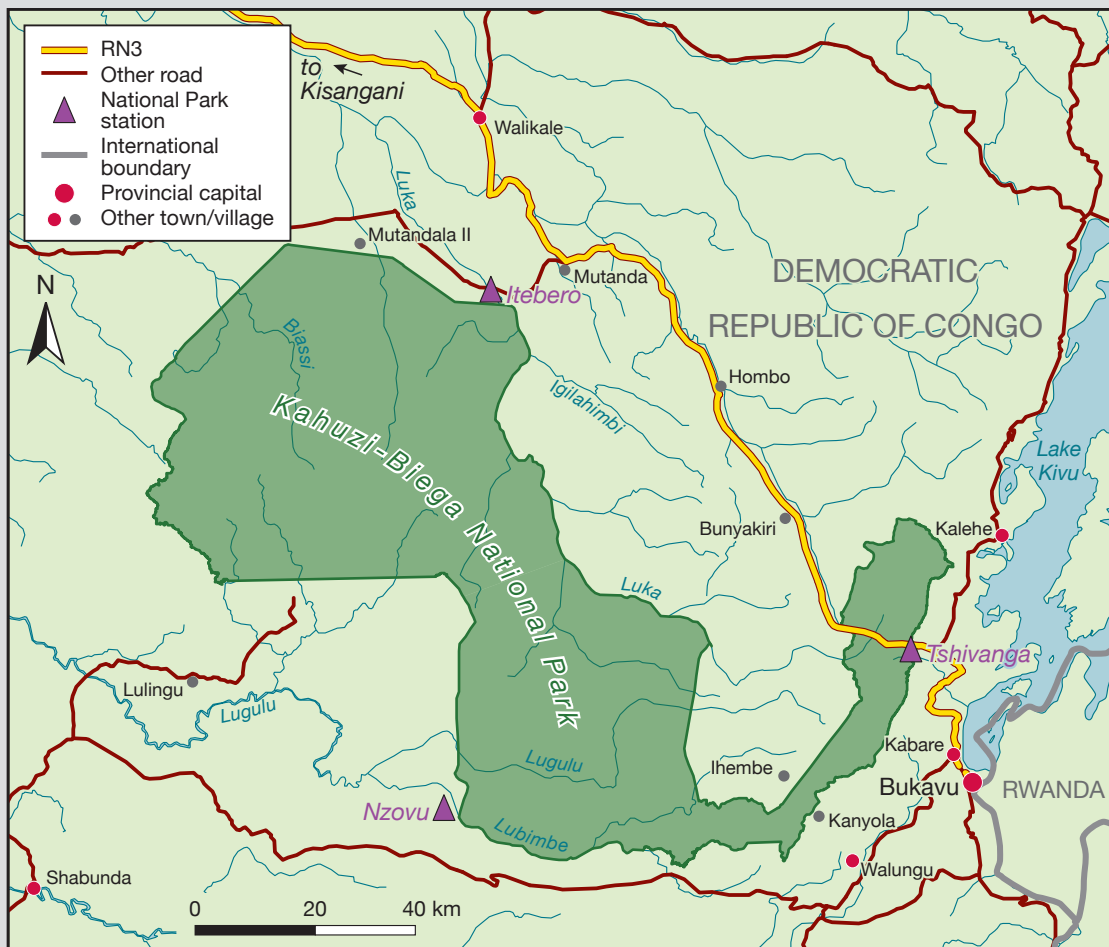 RN3
Other road
National Park
station
International
boundary
Provincial capital
Other town/village
to
Kisangani
Walikale
Luka
Mutandala II
Mutanda
Itebero
DEMOCRATIC
REPUBLIC OF CONGO
N
Biassi
Hombo
Igilahimbi
Kahuzi-Biega National Park
Lake
Kivu
Bunyakiri
Kalehe
Luka
Tshivanga
Lulingu
Lugulu
Lugulu
Ihembe
Kabare
Bukavu
RWANDA
Nzovu
Lubimbe
Kanyola
Walungu
Shabunda
0 20 40 km